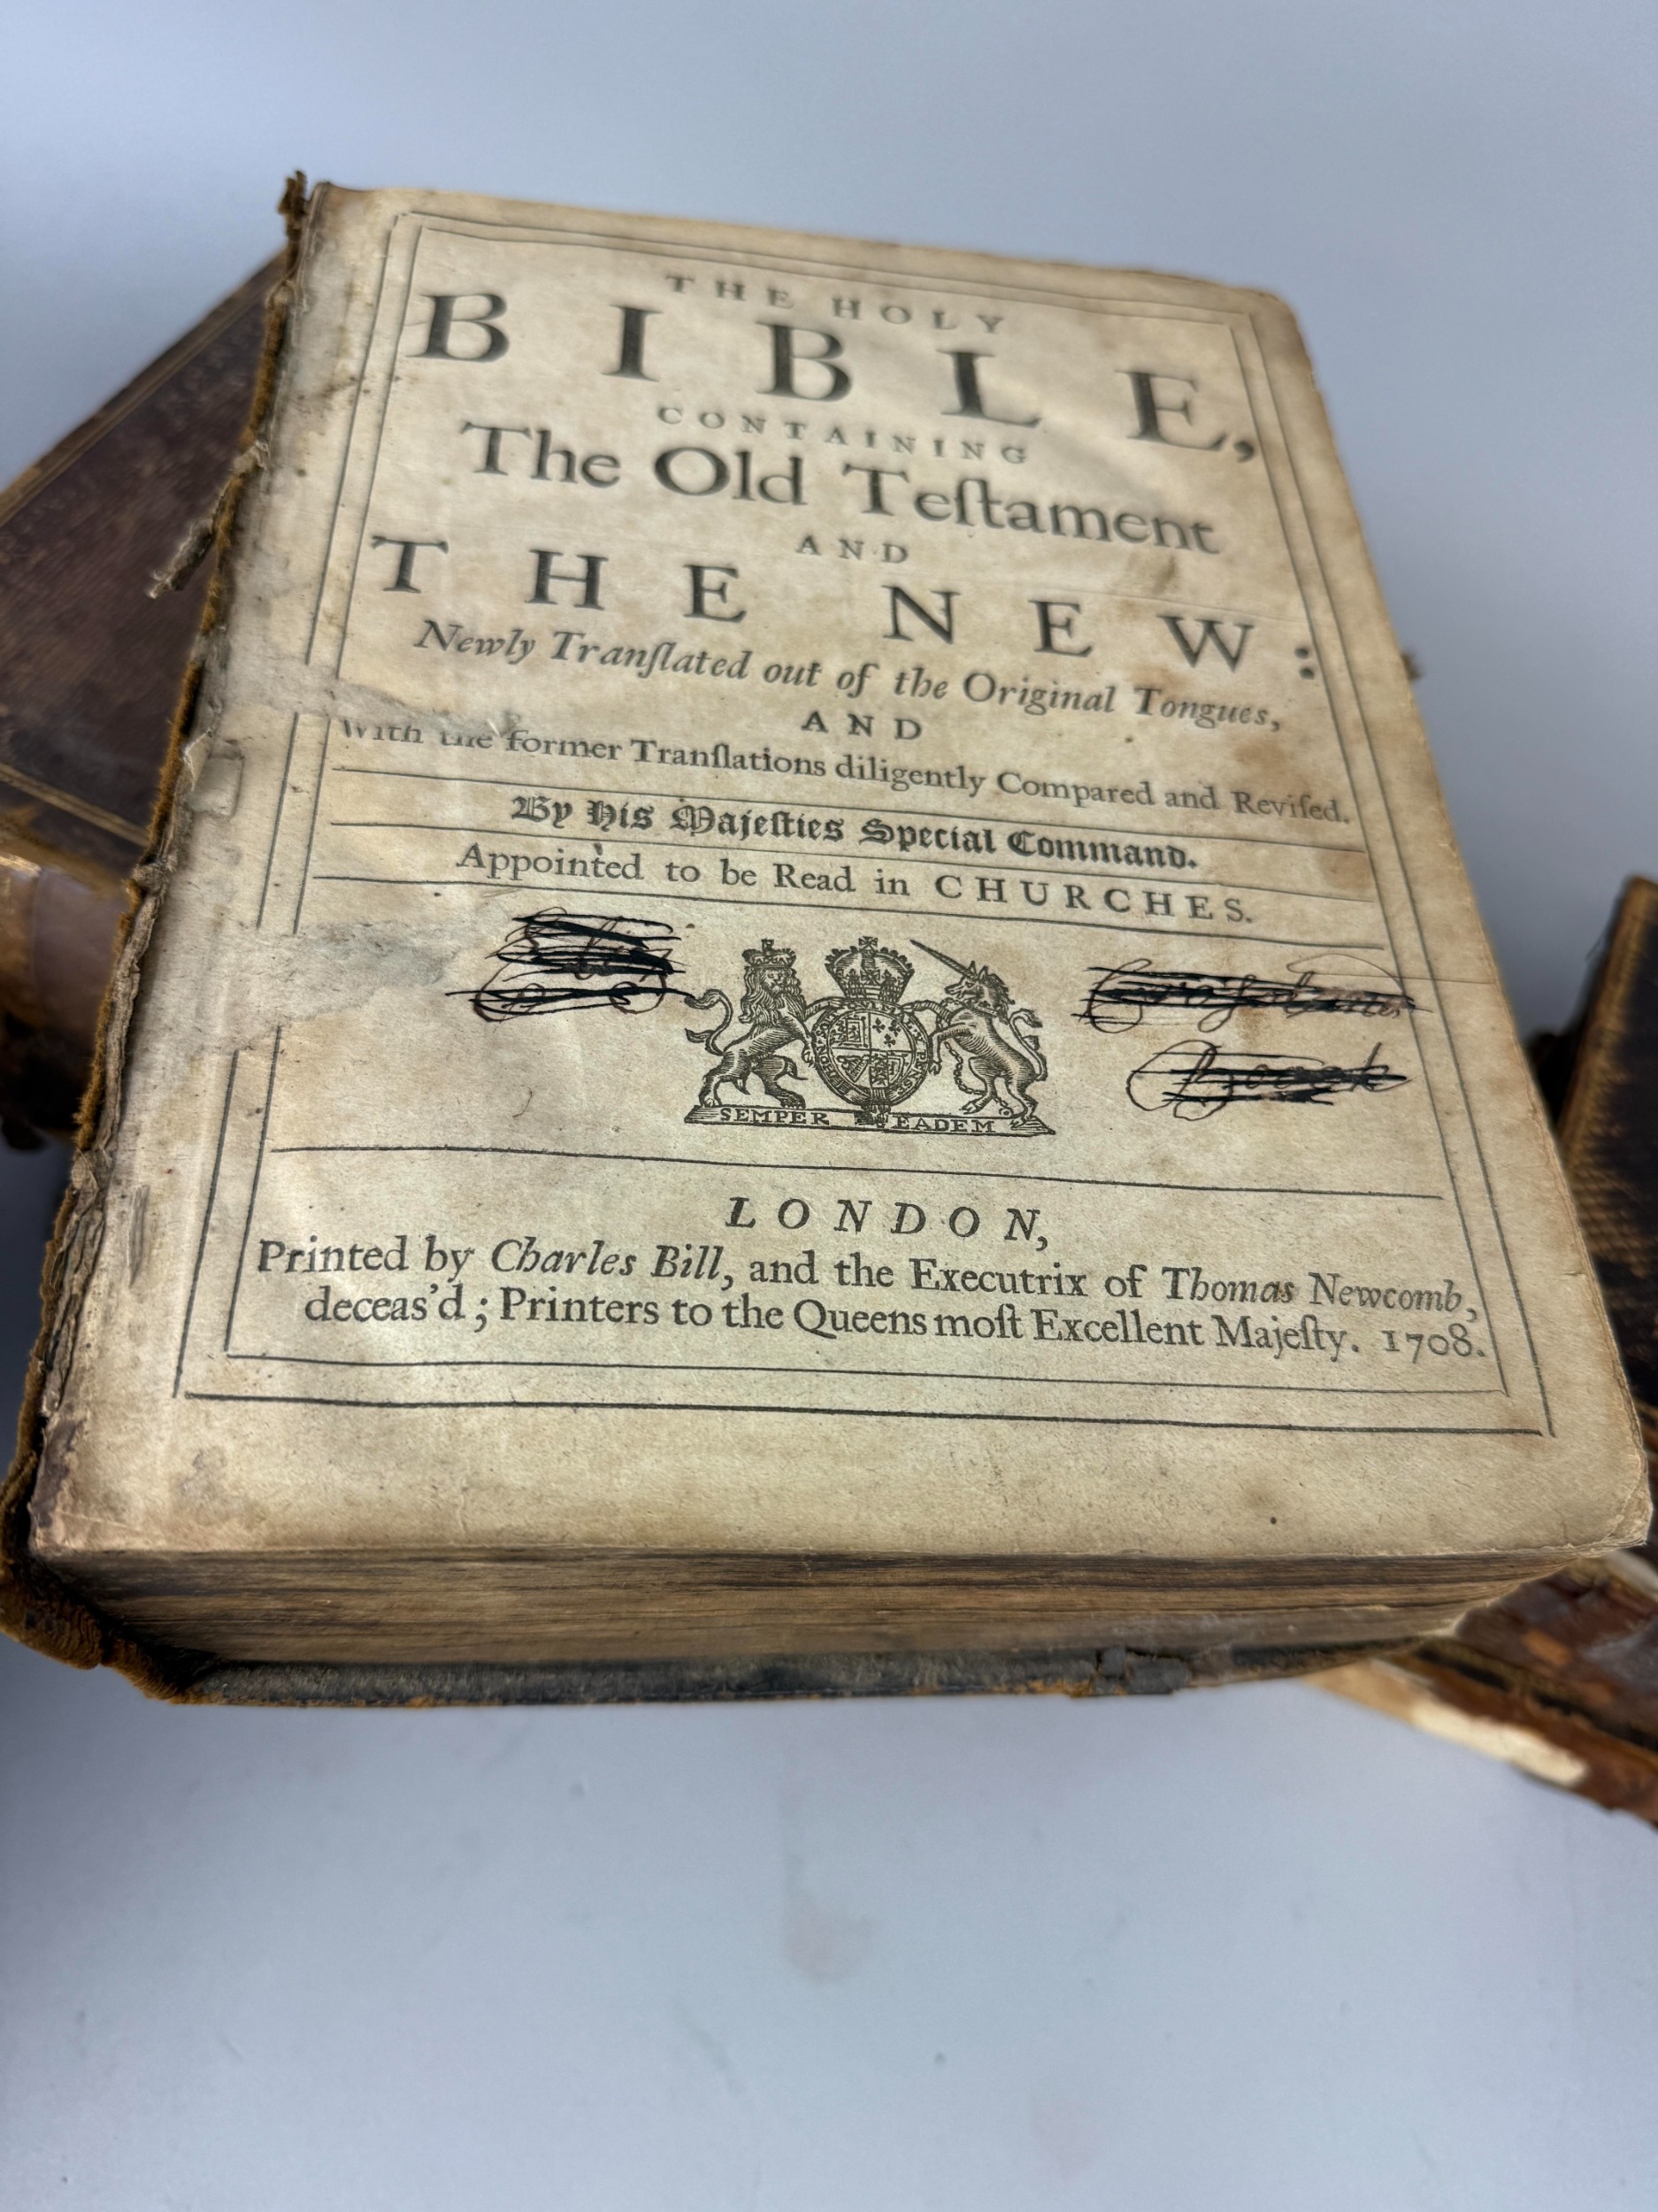 THE HOLY
BIBLE,
CONTAINING
The Old Teſtament
AND
THE NEW:
Newly Tranſlated out of the Original Tongues,
AND
With the former Tranſlations diligently Compared and Reviſed.
By His Majeſties Special Command.
Appointed to be Read in CHURCHES.
SEMPER EADEM
LONDON,
Printed by Charles Bill, and the Executrix of Thomas Newcomb,
deceas'd; Printers to the Queens moſt Excellent Majeſty. 1708.